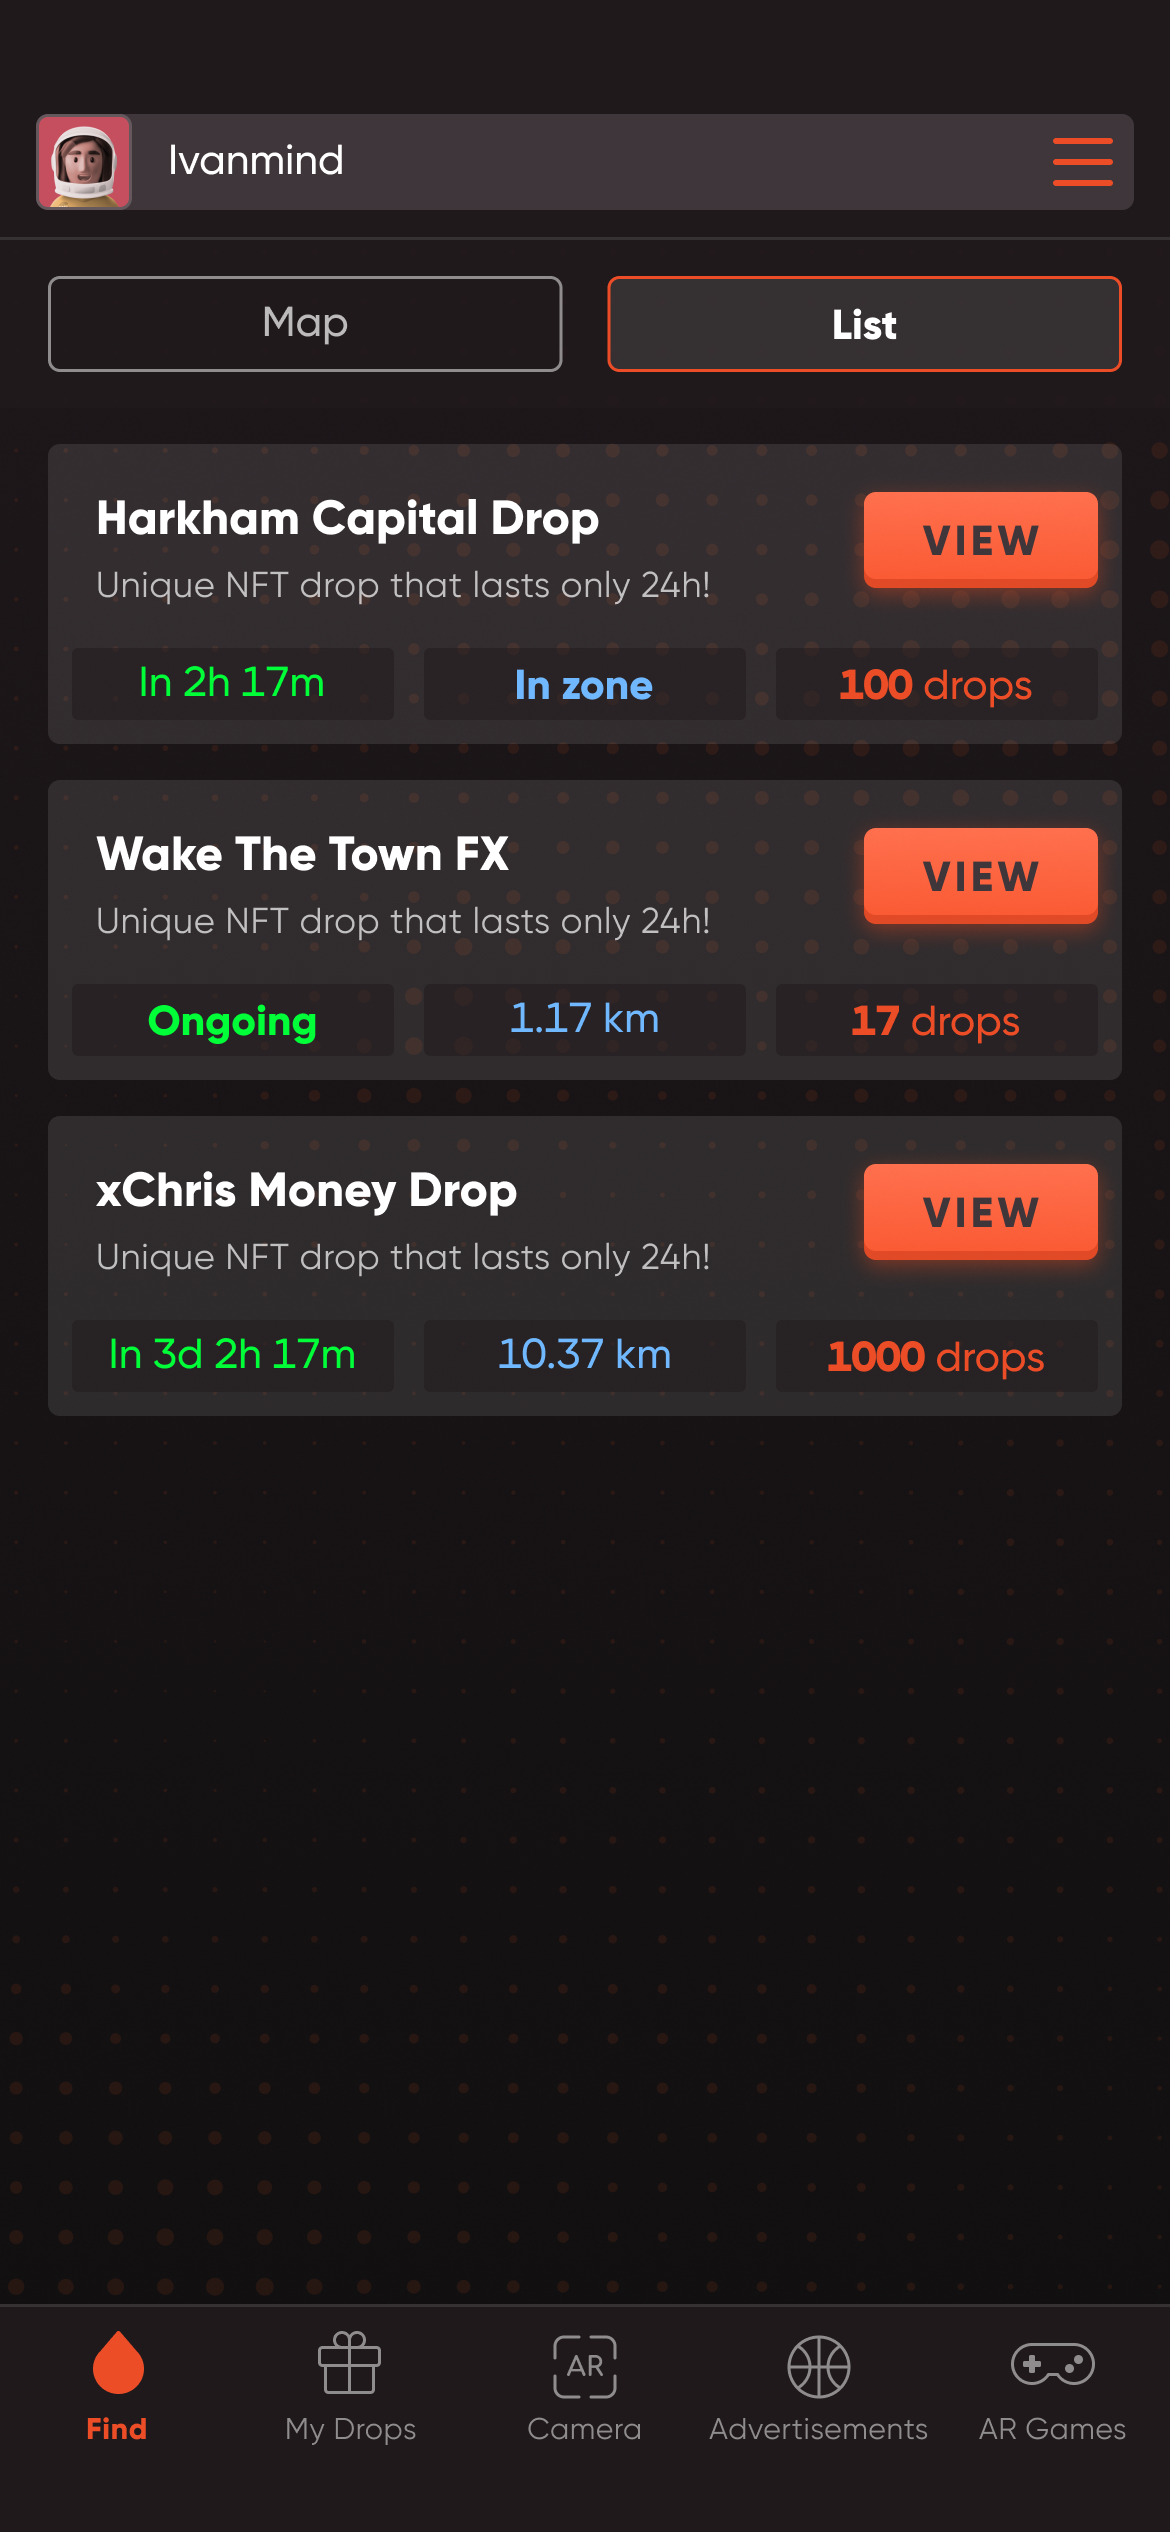 Ivanmind
Map
List
Harkham Capital Drop
VIEW
Unique NFT drop that lasts only 24h!
In 2h 17m
In zone
100 drops
Wake The Town FX
VIEW
Unique NFT drop that lasts only 24h!
Ongoing
1.17 km
17 drops
xChris Money Drop
VIEW
Unique NFT drop that lasts only 24h!
In 3d 2h 17m
10.37 km
1000 drops
AR
Find
My Drops
Camera
Advertisements
AR Games